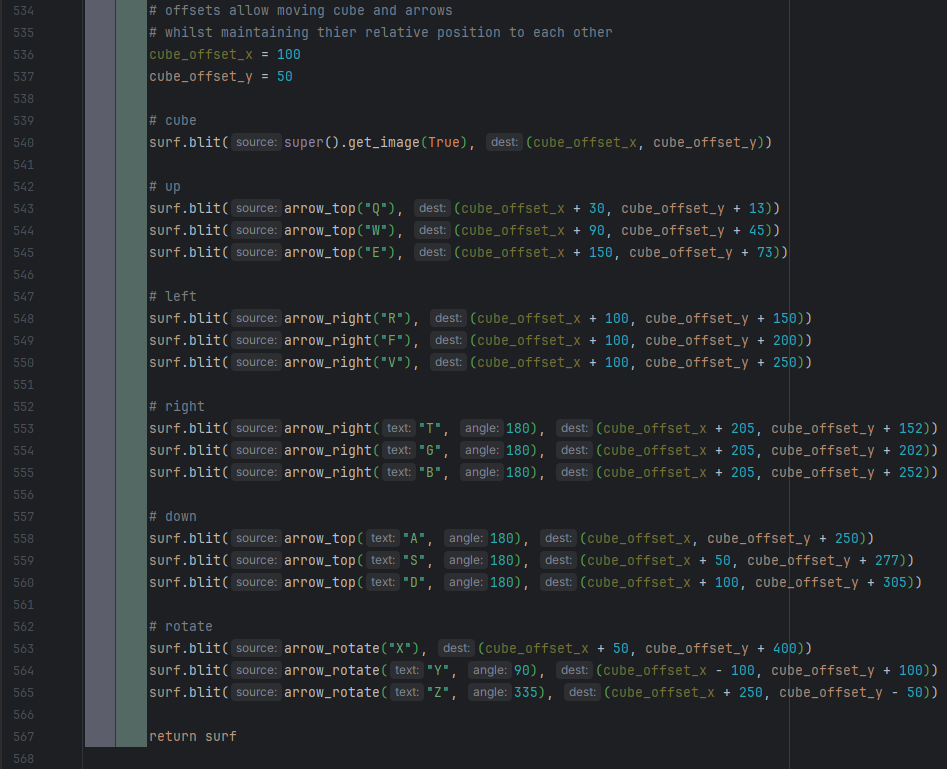 534 # offsets allow moving cube and arrows
535 # whilst maintaining thier relative position to each other
536 cube_offset_x = 100
537 cube_offset_y = 50
538
539 # cube
540 surf.blit( source: super().get_image(True), dest: (cube_offset_x, cube_offset_y))
541
542 # up
543 surf.blit( source: arrow_top("Q"), dest: (cube_offset_x + 30, cube_offset_y + 13))
544 surf.blit( source: arrow_top("W"), dest: (cube_offset_x + 90, cube_offset_y + 45))
545 surf.blit( source: arrow_top("E"), dest: (cube_offset_x + 150, cube_offset_y + 73))
546
547 # left
548 surf.blit( source: arrow_right("R"), dest: (cube_offset_x + 100, cube_offset_y + 150))
549 surf.blit( source: arrow_right("F"), dest: (cube_offset_x + 100, cube_offset_y + 200))
550 surf.blit( source: arrow_right("V"), dest: (cube_offset_x + 100, cube_offset_y + 250))
551
552 # right
553 surf.blit( source: arrow_right( text: "T", angle: 180), dest: (cube_offset_x + 205, cube_offset_y + 152))
554 surf.blit( source: arrow_right( text: "G", angle: 180), dest: (cube_offset_x + 205, cube_offset_y + 202))
555 surf.blit( source: arrow_right( text: "B", angle: 180), dest: (cube_offset_x + 205, cube_offset_y + 252))
556
557 # down
558 surf.blit( source: arrow_top( text: "A", angle: 180), dest: (cube_offset_x, cube_offset_y + 250))
559 surf.blit( source: arrow_top( text: "S", angle: 180), dest: (cube_offset_x + 50, cube_offset_y + 277))
560 surf.blit( source: arrow_top( text: "D", angle: 180), dest: (cube_offset_x + 100, cube_offset_y + 305))
561
562 # rotate
563 surf.blit( source: arrow_rotate("X"), dest: (cube_offset_x + 50, cube_offset_y + 400))
564 surf.blit( source: arrow_rotate( text: "Y", angle: 90), dest: (cube_offset_x - 100, cube_offset_y + 100))
565 surf.blit( source: arrow_rotate( text: "Z", angle: 335), dest: (cube_offset_x + 250, cube_offset_y - 50))
566
567 return surf
568